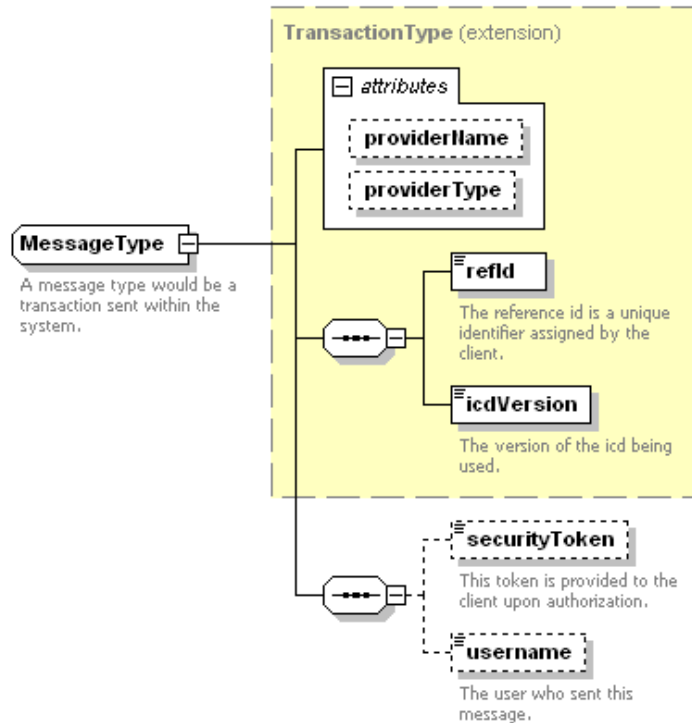 TransactionType (extension)
attributes
providerName
providerType
MessageType
A message type would be a
transaction sent within the
system.
refId
The reference id is a unique
identifier assigned by the
client.
icdVersion
The version of the icd being
used.
securityToken
This token is provided to the
client upon authorization.
username
The user who sent this
message.